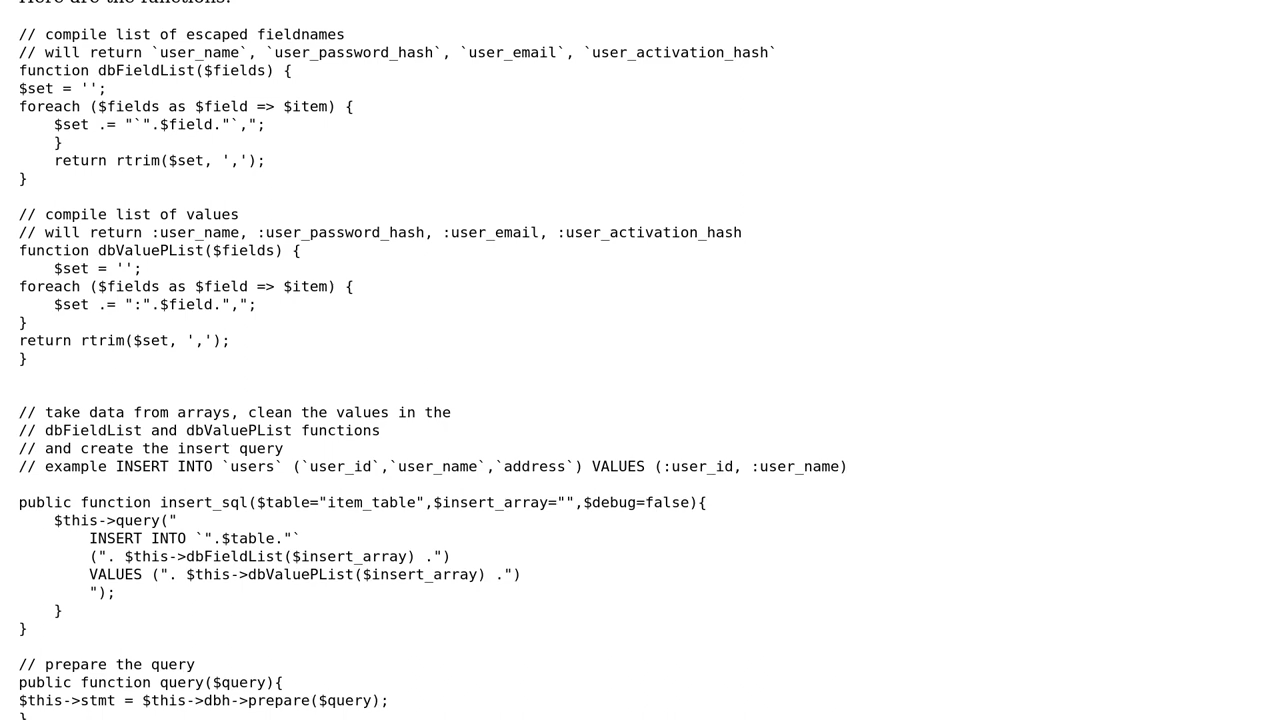 Here are the functions:
// compile list of escaped fieldnames
// will return `user_name`, `user_password_hash`, `user_email`, `user_activation_hash`
function dbFieldList($fields) {
$set = '';
foreach ($fields as $field => $item) {
    $set .= "`".$field."`,";
    }
    return rtrim($set, ',');
}

// compile list of values
// will return :user_name, :user_password_hash, :user_email, :user_activation_hash
function dbValuePList($fields) {
    $set = '';
foreach ($fields as $field => $item) {
    $set .= ":".$field.",";
}
return rtrim($set, ',');
}

// take data from arrays, clean the values in the
// dbFieldList and dbValuePList functions
// and create the insert query
// example INSERT INTO `users` (`user_id`,`user_name`,`address`) VALUES (:user_id, :user_name)

public function insert_sql($table="item_table",$insert_array="",$debug=false){
    $this->query("
        INSERT INTO `".$table."`
        (". $this->dbFieldList($insert_array) .")
        VALUES (". $this->dbValuePList($insert_array) .")
        ");
    }
}

// prepare the query
public function query($query){
$this->stmt = $this->dbh->prepare($query);
}